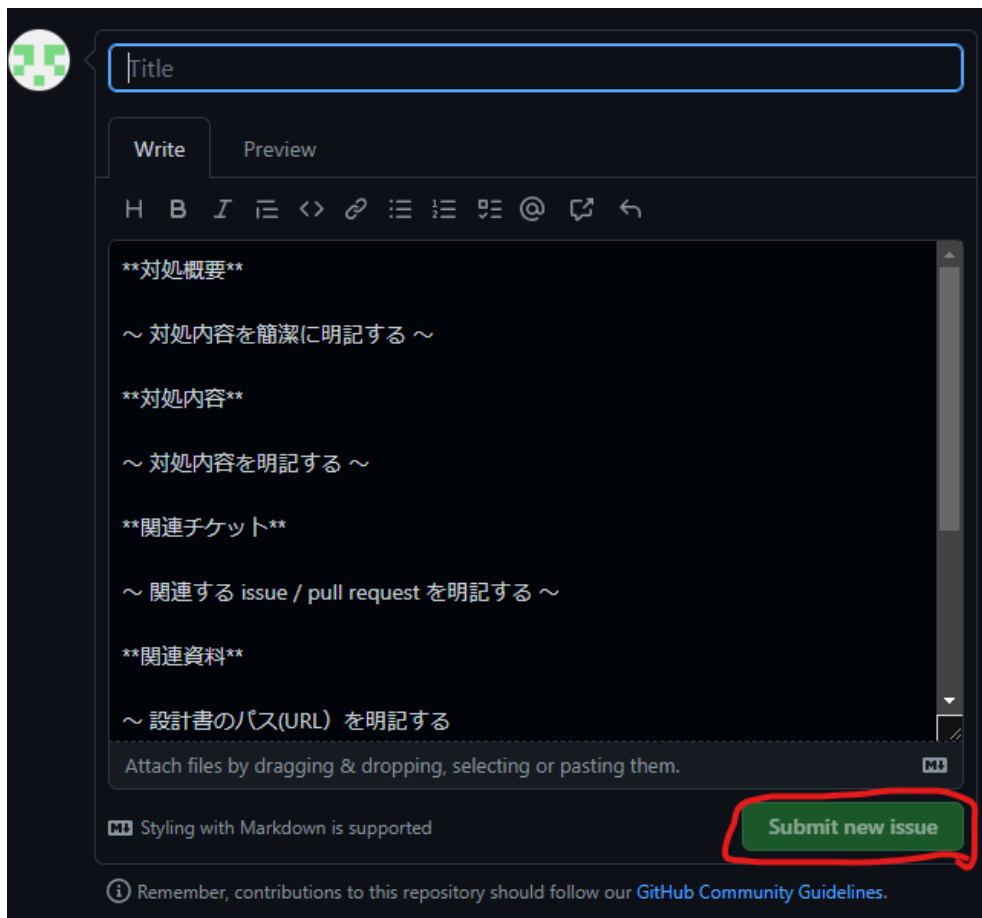 Title
Write Preview
**対処概要**
～ 対処内容を簡潔に明記する ～
**対処内容**
～ 対処内容を明記する ～
**関連チケット**
～ 関連する issue / pull request を明記する ～
**関連資料**
～ 設計書のパス(URL）を明記する
Attach files by dragging & dropping, selecting or pasting them.
Styling with Markdown is supported
Submit new issue
Remember, contributions to this repository should follow our GitHub Community Guidelines.